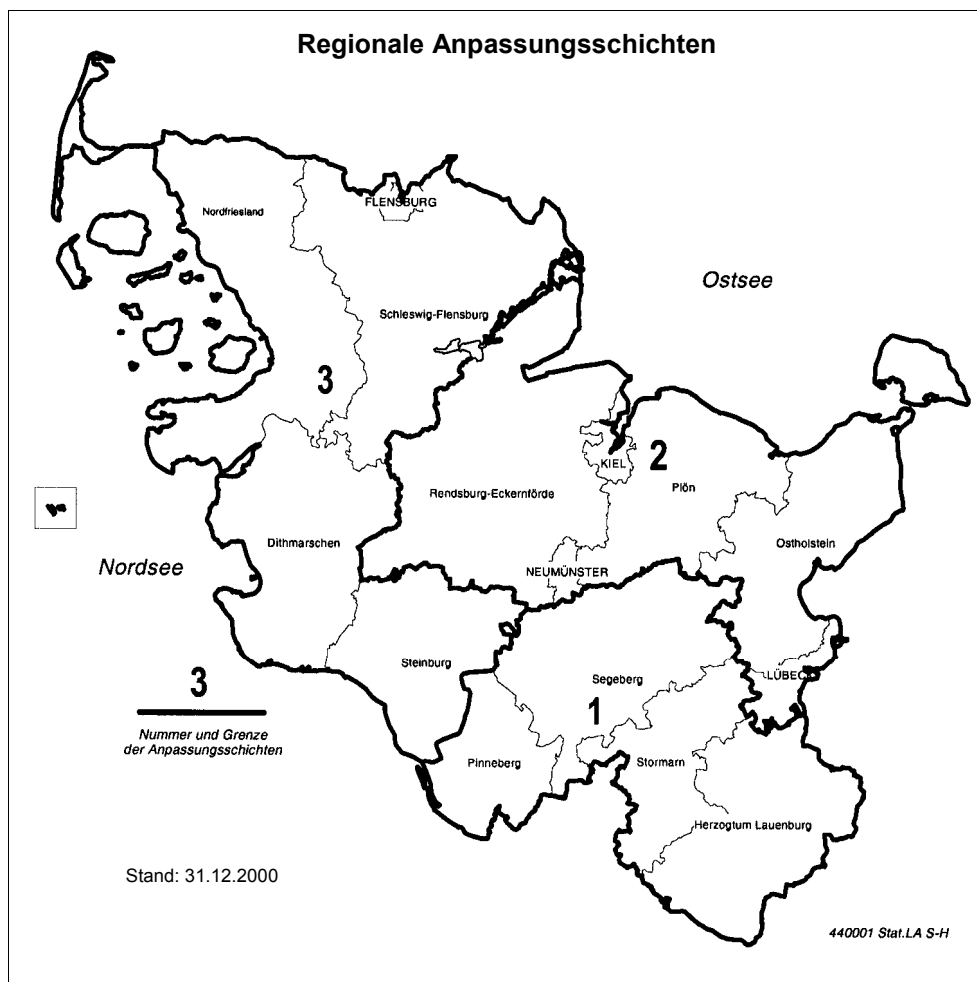 Regionale Anpassungsschichten
FLENSBURG
Nordfriesland
Ostsee
Schleswig-Flensburg
3
2
KIEL
Plön
Rendsburg-Eckernförde
Dithmarschen
Ostholstein
Nordsee
NEUMÜNSTER
Steinburg
Segeberg
LÜBECK
3
1
Nummer und Grenze
der Anpassungsschichten
Pinneberg
Stormarn
Herzogtum Lauenburg
Stand: 31.12.2000
440001 Stat.LA S-H